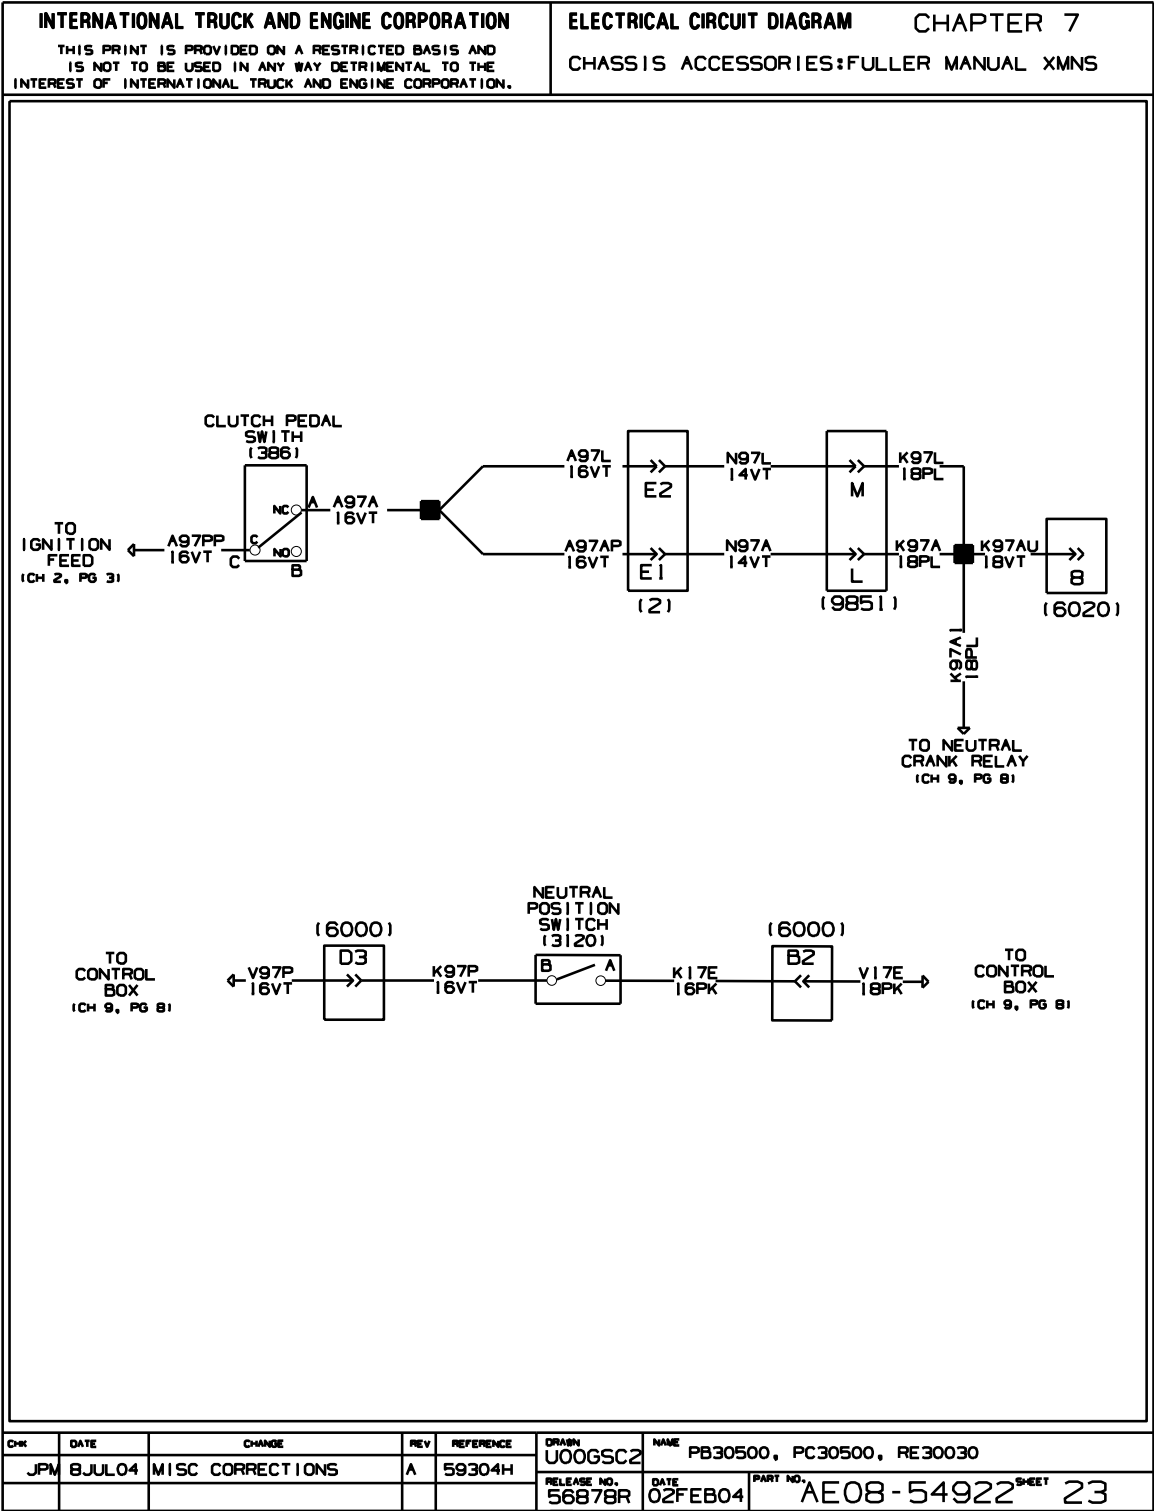 INTERNATIONAL TRUCK AND ENGINE CORPORATION
THIS PRINT IS PROVIDED ON A RESTRICTED BASIS AND
IS NOT TO BE USED IN ANY WAY DETRIMENTAL TO THE
INTEREST OF INTERNATIONAL TRUCK AND ENGINE CORPORATION.
ELECTRICAL CIRCUIT DIAGRAM CHAPTER 7
CHASSIS ACCESSORIES:FULLER MANUAL XMNS
CLUTCH PEDAL
SWITH
(386)
NC
A
C
NO
C
B
TO
IGNITION
FEED
(CH 2, PG 3)
A97PP
16VT
A97A
16VT
A97L
16VT
A97AP
16VT
E2
E1
(2)
N97L
14VT
N97A
14VT
M
L
(9851)
K97L
18PL
K97A
18PL
K97AU
18VT
8
(6020)
K97A1
18PL
TO NEUTRAL
CRANK RELAY
(CH 9, PG 8)
TO
CONTROL
BOX
(CH 9, PG 8)
V97P
16VT
(6000)
D3
K97P
16VT
NEUTRAL
POSITION
SWITCH
(3120)
B A
K17E
16PK
(6000)
B2
V17E
18PK
TO
CONTROL
BOX
(CH 9, PG 8)
CHK DATE CHANGE REV REFERENCE
JPM 8JUL04 MISC CORRECTIONS A 59304H
DRAWN
U00GSC2
NAME
PB30500, PC30500, RE30030
RELEASE NO.
56878R
DATE
02FEB04
PART NO.
AE08-54922
SHEET
23